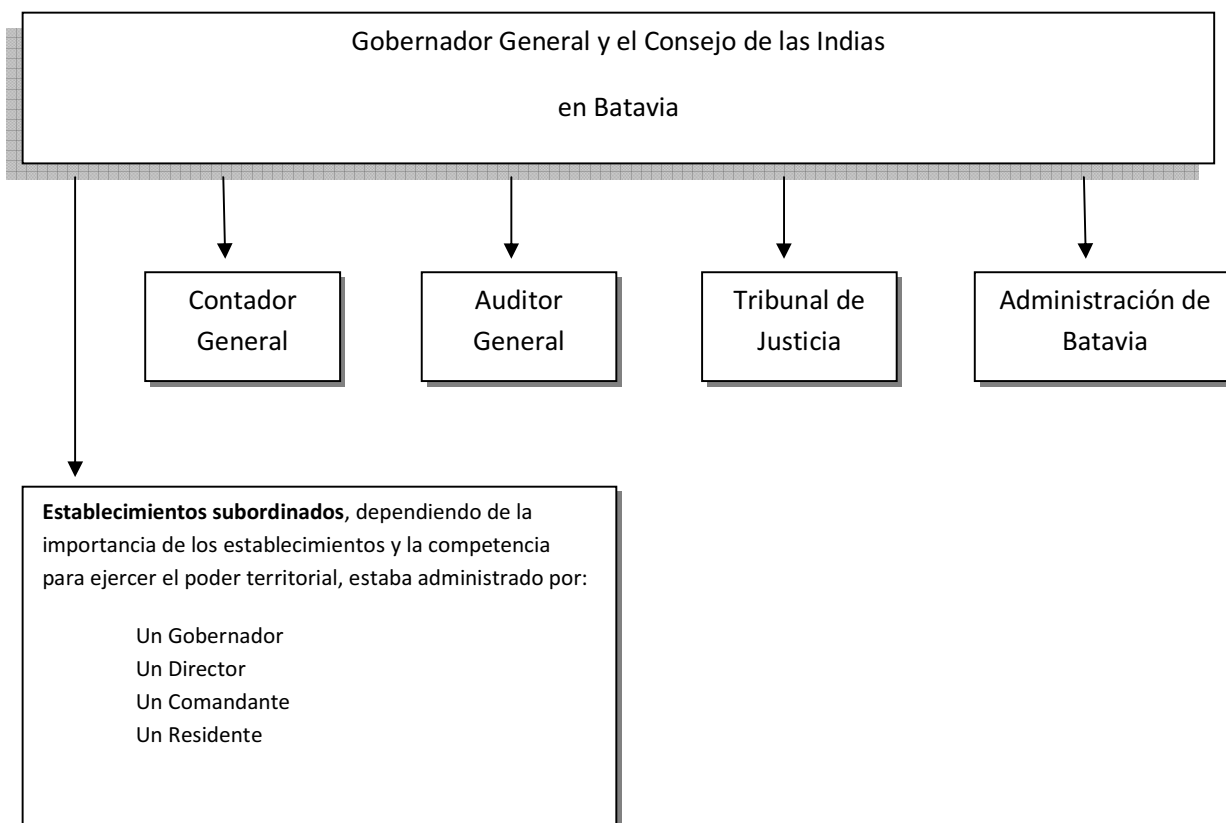 Gobernador General y el Consejo de las Indias
en Batavia
Contador
General
Auditor
General
Tribunal de
Justicia
Administración de
Batavia
Establecimientos subordinados, dependiendo de la
importancia de los establecimientos y la competencia
para ejercer el poder territorial, estaba administrado por:
Un Gobernador
Un Director
Un Comandante
Un Residente